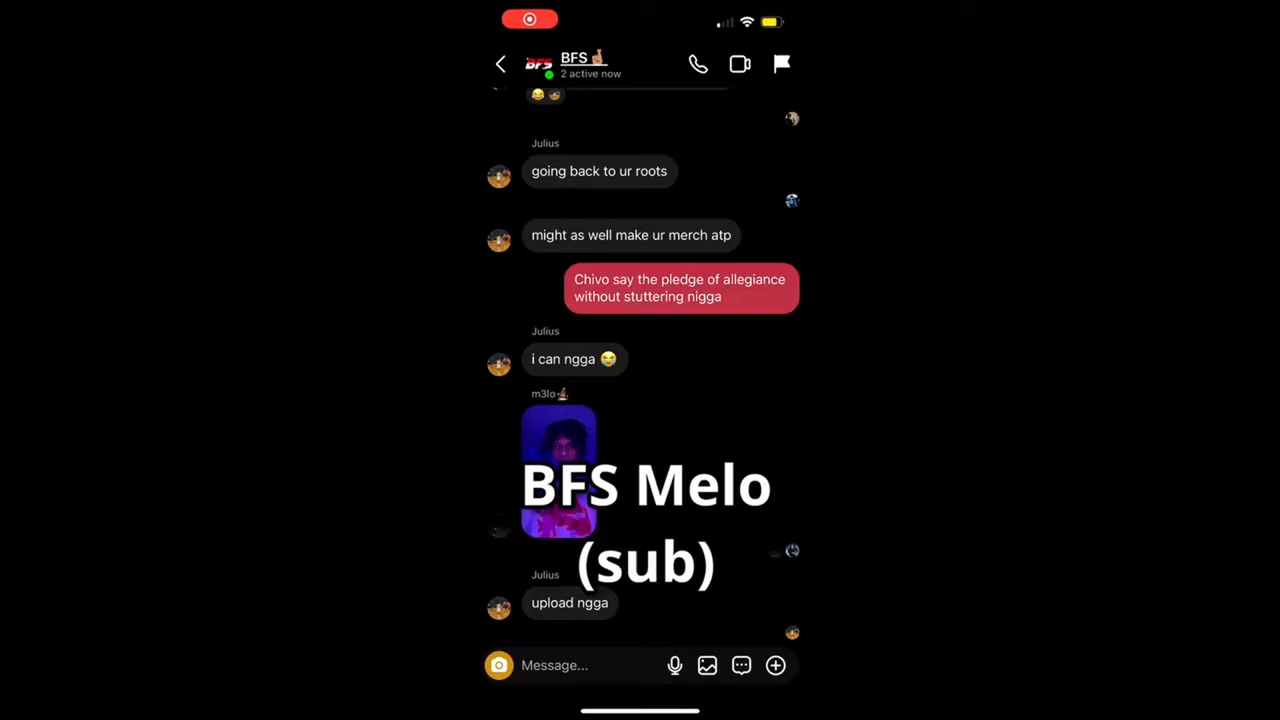 BFS
BFS🤞🏽
2 active now
😂
Julius
going back to ur roots
might as well make ur merch atp
Chivo say the pledge of allegiance
without stuttering nigga
Julius
i can ngga 😭
m3lo
BFS Melo
(sub)
Julius
upload ngga
Message...